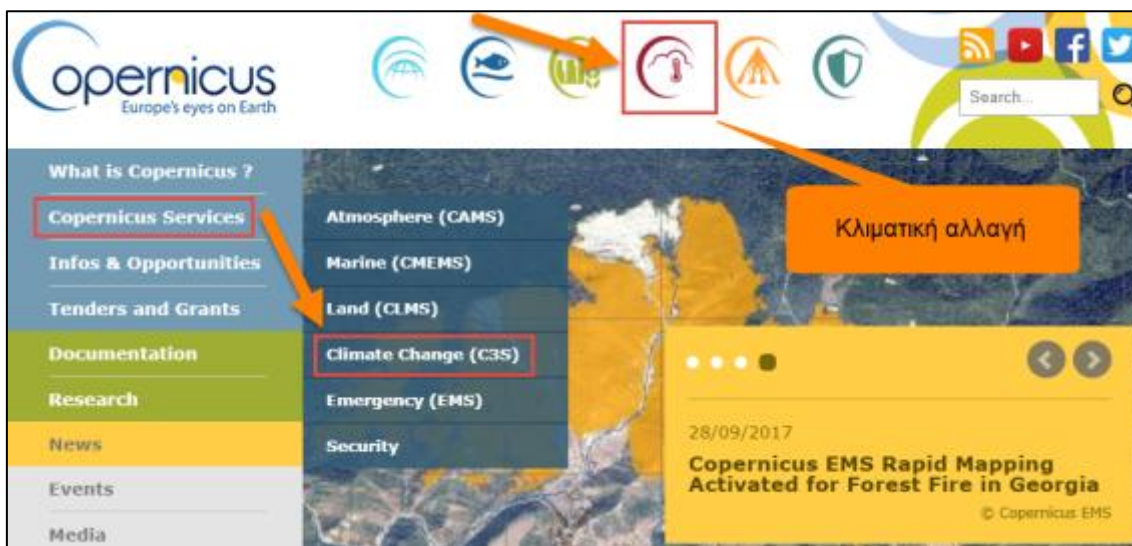 Copernicus
Europe's eyes on Earth
Search...
What is Copernicus ?
Copernicus Services
Infos & Opportunities
Tenders and Grants
Documentation
Research
News
Events
Media
Atmosphere (CAMS)
Marine (CMEMS)
Land (CLMS)
Climate Change (C3S)
Emergency (EMS)
Security
Κλιματική αλλαγή
28/09/2017
Copernicus EMS Rapid Mapping
Activated for Forest Fire in Georgia
© Copernicus EMS